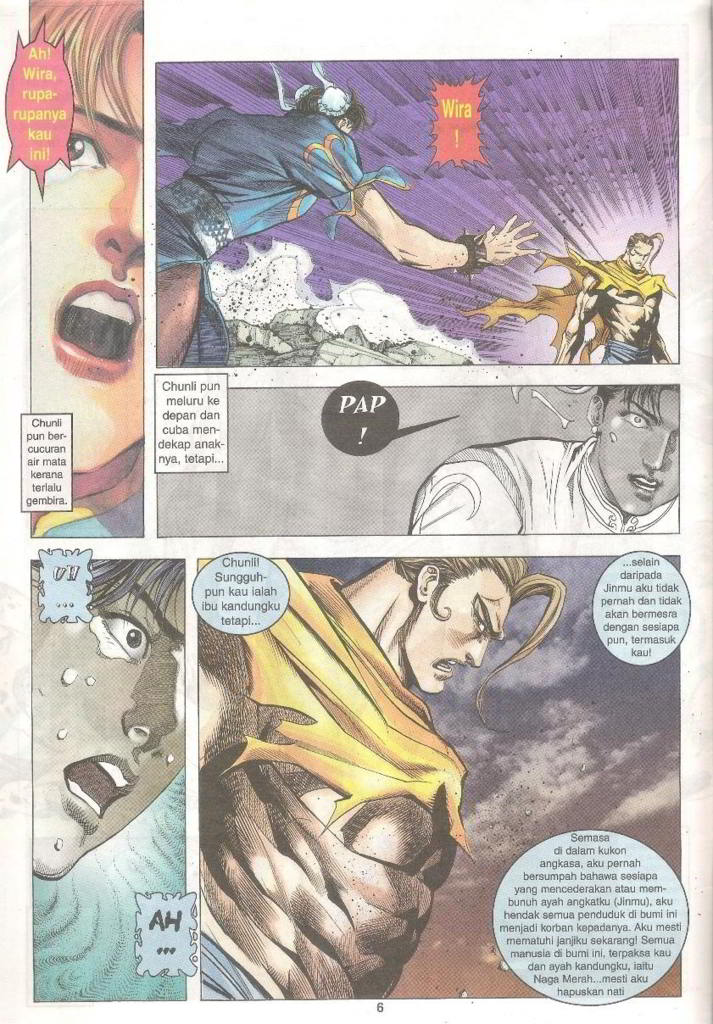 Ah!
Wira,
rupa-
rupanya
kau
ini!
Wira
!
Chunli
pun ber-
cucuran
air mata
kerana
terlalu
gembira.
Chunli pun
meluru ke
depan dan
cuba men-
dekap anak-
nya, tetapi...
PAP
!
AH
...
Chunli!
Sungguh-
pun kau ialah
ibu kandungku
tetapi...
...selain
daripada
Jinmu aku tidak
pernah dan tidak
akan bermesra
dengan sesiapa
pun, termasuk
kau!
AH
...
Semasa
di dalam kukon
angkasa, aku pernah
bersumpah bahawa sesiapa
yang mencederakan atau mem-
bunuh ayah angkatku (Jinmu), aku
hendak semua penduduk di bumi ini
menjadi korban kepadanya. Aku mesti
mematuhi janjiku sekarang! Semua
manusia di bumi ini, terpaksa kau
dan ayah kandungku, iaitu
Naga Merah...mesti aku
hapuskan nati
6